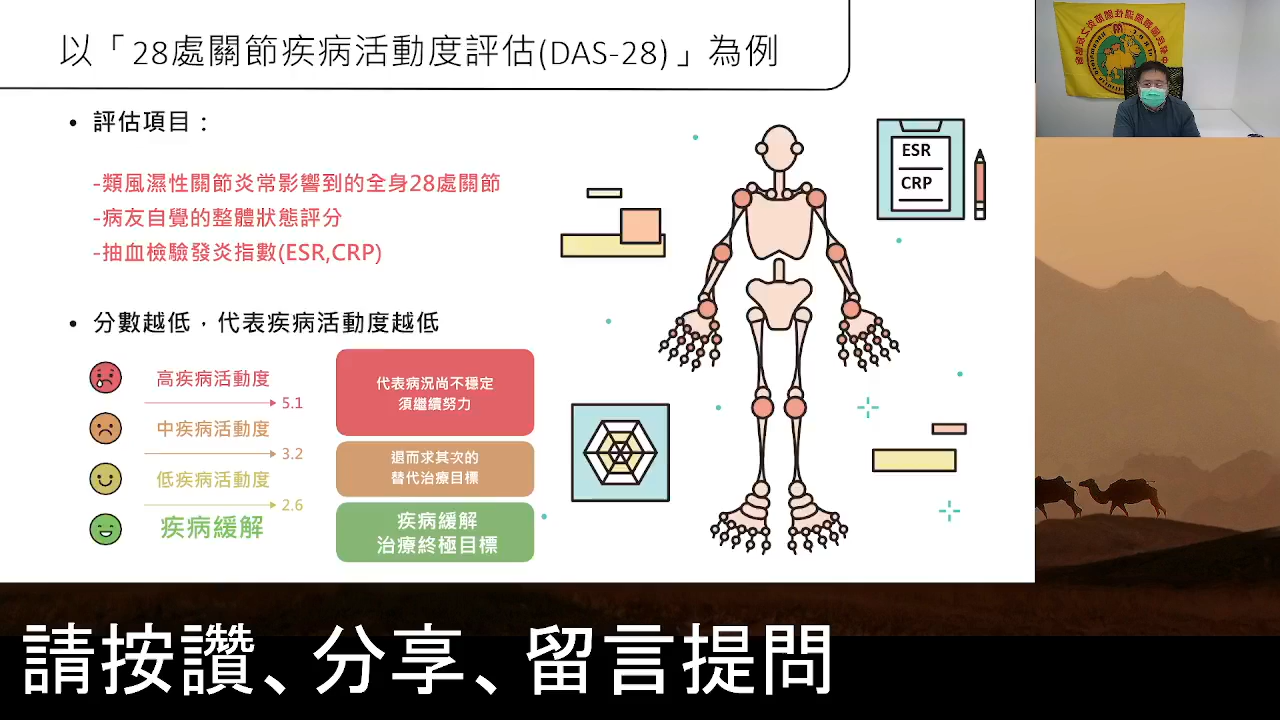 以「28處關節疾病活動度評估(DAS-28)」為例
• 評估項目：
-類風濕性關節炎常影響到的全身28處關節
-病友自覺的整體狀態評分
-抽血檢驗發炎指數(ESR,CRP)
• 分數越低，代表疾病活動度越低
高疾病活動度
5.1
中疾病活動度
3.2
低疾病活動度
2.6
疾病緩解
代表病況尚不穩定
須繼續努力
退而求其次的
替代治療目標
疾病緩解
治療終極目標
ESR
CRP
請按讚、分享、留言提問